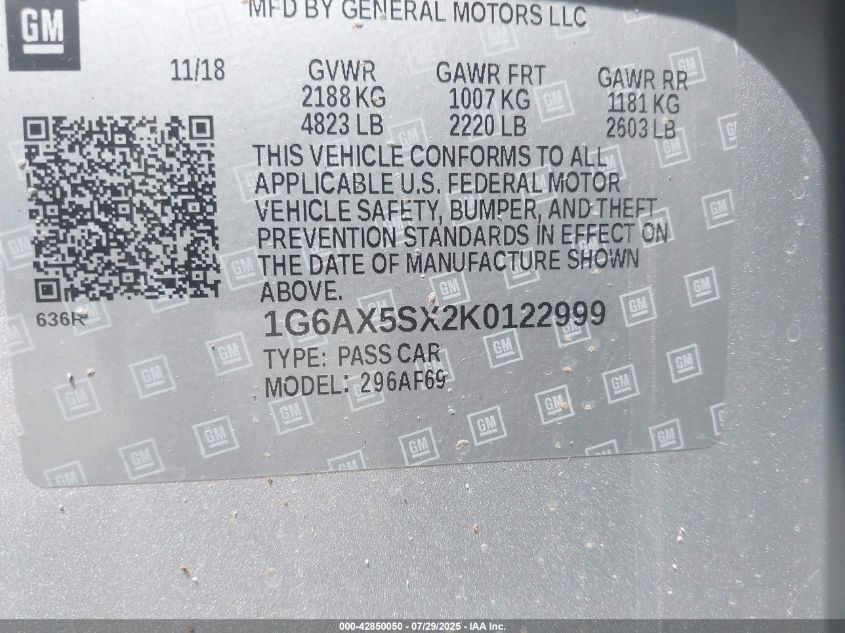 GM
MFD BY GENERAL MOTORS LLC
11/18 GVWR GAWR FRT GAWR RR
2188 KG 1007 KG 1181 KG
4823 LB 2220 LB 2603 LB
THIS VEHICLE CONFORMS TO ALL
APPLICABLE U.S. FEDERAL MOTOR
VEHICLE SAFETY, BUMPER, AND THEFT
PREVENTION STANDARDS IN EFFECT ON
THE DATE OF MANUFACTURE SHOWN
ABOVE.
636R
1G6AX5SX2K0122999
TYPE: PASS CAR
MODEL: 296AF69
000-42850050 - 07/29/2025 - IAA Inc.